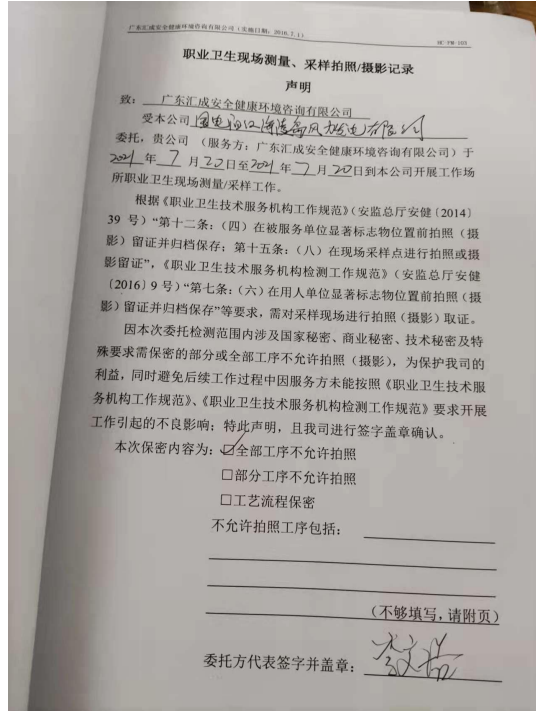 广东汇成安全健康环境咨询有限公司（实施日期：2016.7.1） HC-TM-103
职业卫生现场测量、采样拍照/摄影记录
声明
致：广东汇成安全健康环境咨询有限公司
受本公司国电湛江海湾岛风力发电有限公司
委托，贵公司（服务方：广东汇成安全健康环境咨询有限公司）于
2021年7月20日至2021年7月20日到本公司开展工作场
所职业卫生现场测量/采样工作。
根据《职业卫生技术服务机构工作规范》（安监总厅安健〔2014〕
39 号）“第十二条：（四）在被服务单位显著标志物位置前拍照（摄
影）留证并归档保存；第十五条：（八）在现场采样点进行拍照或摄
影留证”，《职业卫生技术服务机构检测工作规范》（安监总厅安健
〔2016〕9 号）“第七条：（六）在用人单位显著标志物位置前拍照（摄
影）留证并归档保存”等要求，需对采样现场进行拍照（摄影）取证。
因本次委托检测范围内涉及国家秘密、商业秘密、技术秘密及特
殊要求需保密的部分或全部工序不允许拍照（摄影），为保护我司的
利益，同时避免后续工作过程中因服务方未能按照《职业卫生技术服
务机构工作规范》、《职业卫生技术服务机构检测工作规范》要求开展
工作引起的不良影响；特此声明，且我司进行签字盖章确认。
本次保密内容为：☑全部工序不允许拍照
□部分工序不允许拍照
□工艺流程保密
不允许拍照工序包括：
（不够填写，请附页）
委托方代表签字并盖章：